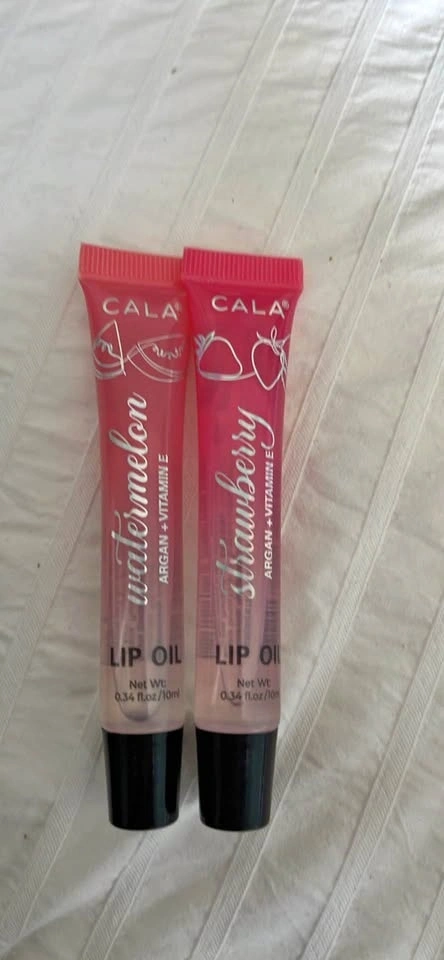 CALA®
watermelon
ARGAN + VITAMIN E
LIP OIL
Net Wt:
0.34 fl.oz/10ml
CALA®
strawberry
ARGAN + VITAMIN E
LIP OIL
Net Wt:
0.34 fl.oz/10ml